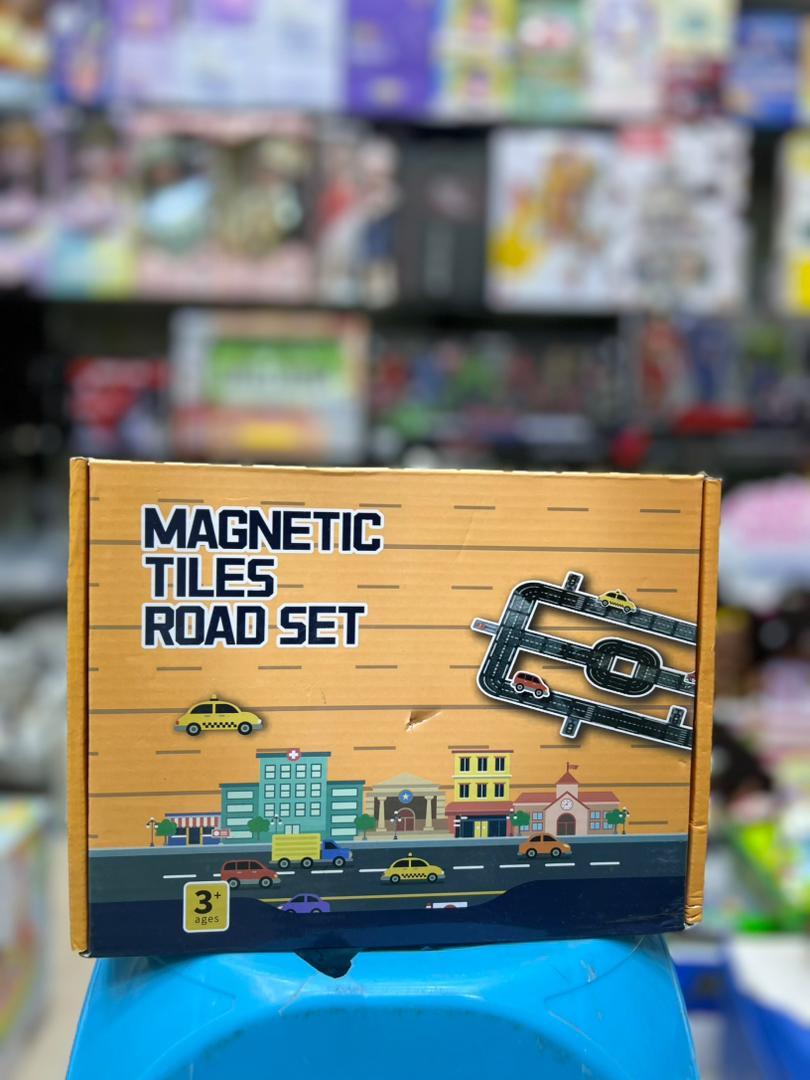 MAGNETIC
TILES
ROAD SET
3+
ages